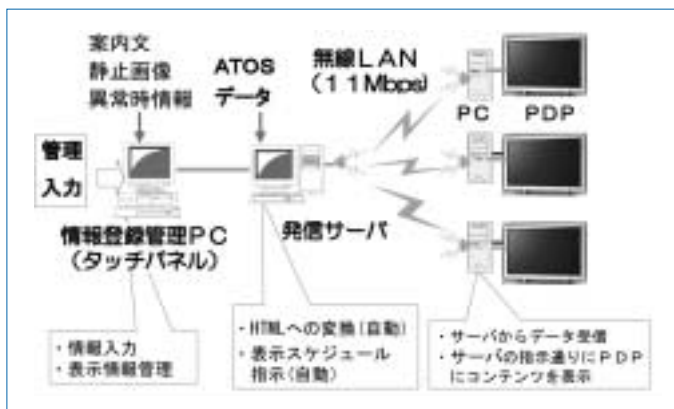 案内文
静止画像
異常時情報
ATOS
データ
無線LAN
(11Mbps)
PC
PDP
管理
入力
情報登録管理PC
(タッチパネル)
発信サーバ
・情報入力
・表示情報管理
・HTMLへの変換(自動)
・表示スケジュール
指示(自動)
・サーバからデータ受信
・サーバの指示通りにPDP
にコンテンツを表示